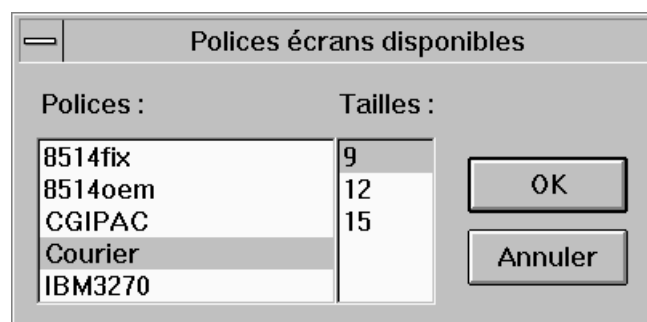 Polices écrans disponibles
Polices :
Tailles :
8514fix
8514oem
CGIPAC
Courier
IBM3270
9
12
15
OK
Annuler